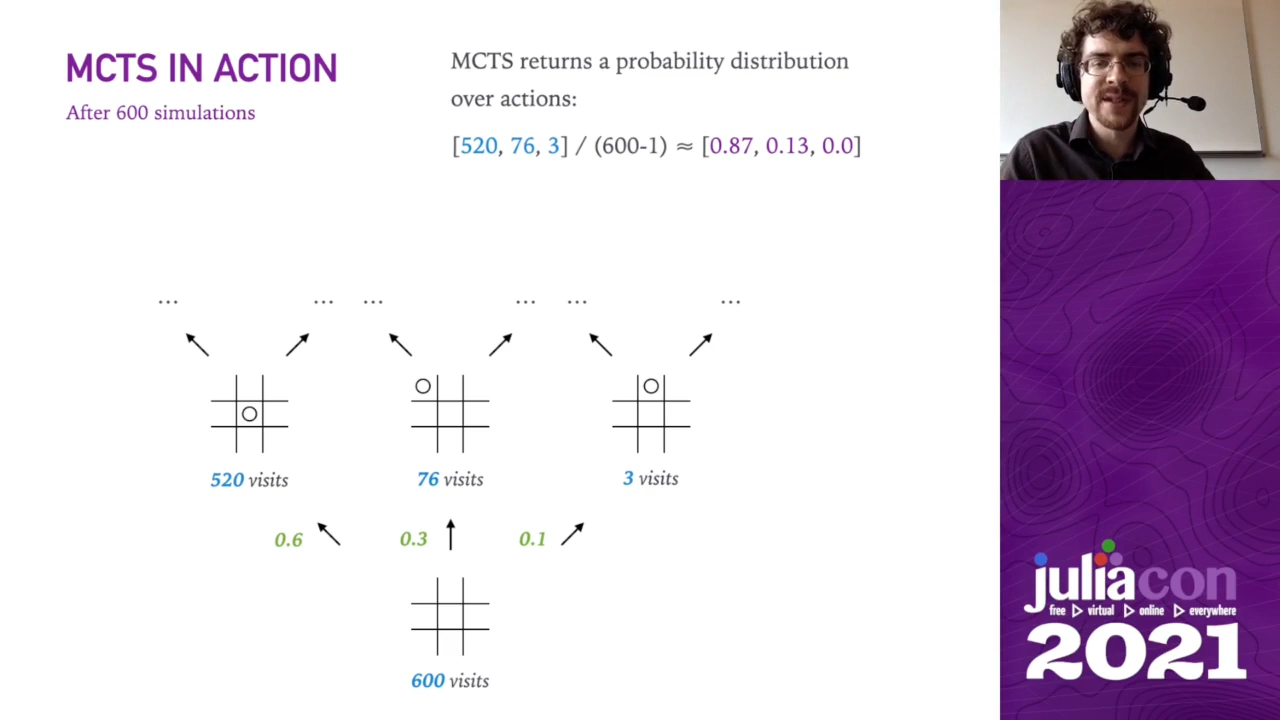 MCTS IN ACTION
After 600 simulations
MCTS returns a probability distribution
over actions:
[520, 76, 3] / (600-1) ≈ [0.87, 0.13, 0.0]
... ... ... ... ... ...
520 visits
76 visits
3 visits
0.6
0.3
0.1
600 visits
juliacon
free ▷ virtual ▷ online ▷ everywhere
2021